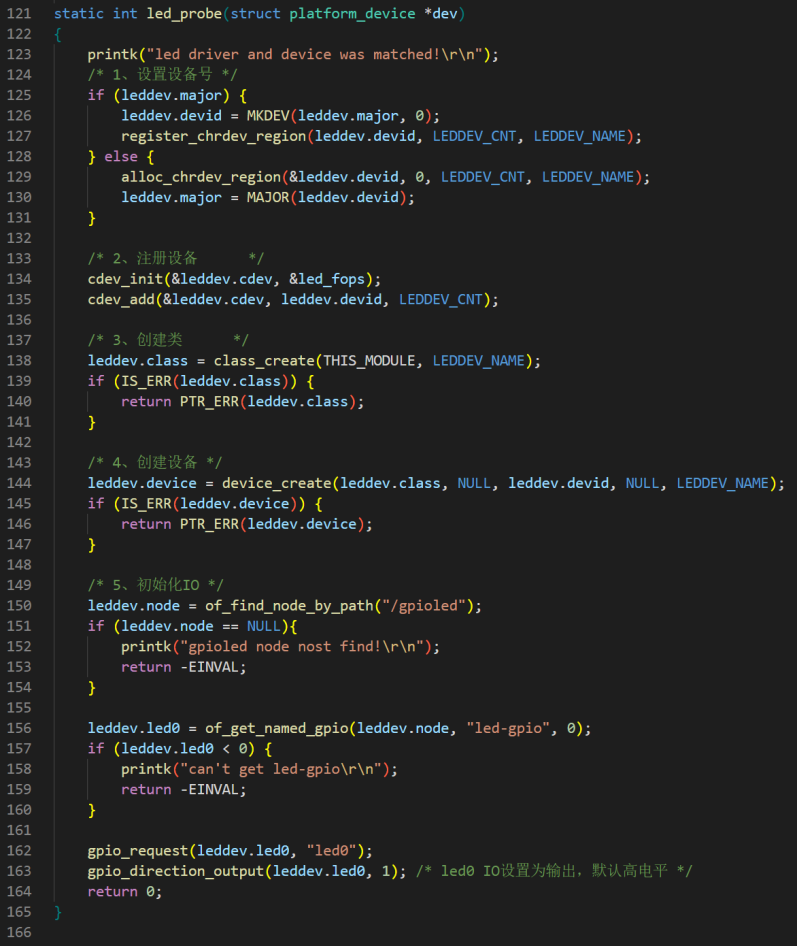 121 static int led_probe(struct platform_device *dev)
122 {
123     printk("led driver and device was matched!\r\n");
124     /* 1、设置设备号 */
125     if (leddev.major) {
126         leddev.devid = MKDEV(leddev.major, 0);
127         register_chrdev_region(leddev.devid, LEDDEV_CNT, LEDDEV_NAME);
128     } else {
129         alloc_chrdev_region(&leddev.devid, 0, LEDDEV_CNT, LEDDEV_NAME);
130         leddev.major = MAJOR(leddev.devid);
131     }
132
133     /* 2、注册设备      */
134     cdev_init(&leddev.cdev, &led_fops);
135     cdev_add(&leddev.cdev, leddev.devid, LEDDEV_CNT);
136
137     /* 3、创建类      */
138     leddev.class = class_create(THIS_MODULE, LEDDEV_NAME);
139     if (IS_ERR(leddev.class)) {
140         return PTR_ERR(leddev.class);
141     }
142
143     /* 4、创建设备 */
144     leddev.device = device_create(leddev.class, NULL, leddev.devid, NULL, LEDDEV_NAME);
145     if (IS_ERR(leddev.device)) {
146         return PTR_ERR(leddev.device);
147     }
148
149     /* 5、初始化IO */
150     leddev.node = of_find_node_by_path("/gpioled");
151     if (leddev.node == NULL){
152         printk("gpioled node nost find!\r\n");
153         return -EINVAL;
154     }
155
156     leddev.led0 = of_get_named_gpio(leddev.node, "led-gpio", 0);
157     if (leddev.led0 < 0) {
158         printk("can't get led-gpio\r\n");
159         return -EINVAL;
160     }
161
162     gpio_request(leddev.led0, "led0");
163     gpio_direction_output(leddev.led0, 1); /* led0 IO设置为输出，默认高电平 */
164     return 0;
165 }
166